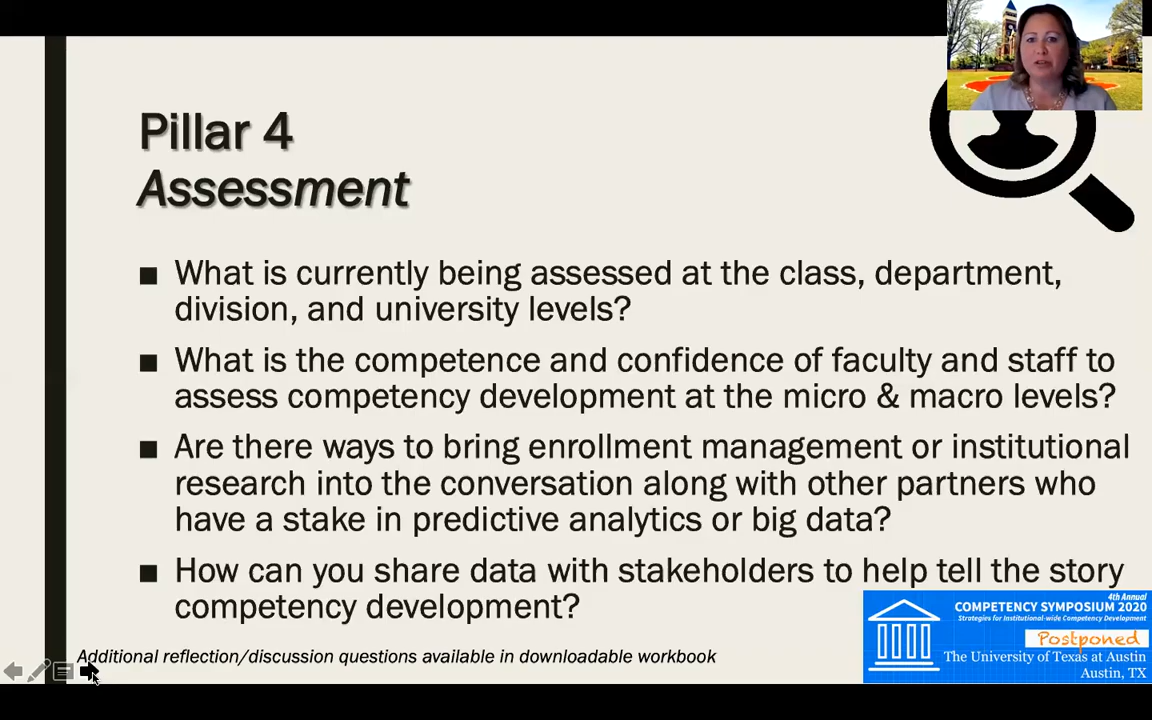 Pillar 4
Assessment
■ What is currently being assessed at the class, department,
division, and university levels?
■ What is the competence and confidence of faculty and staff to
assess competency development at the micro & macro levels?
■ Are there ways to bring enrollment management or institutional
research into the conversation along with other partners who
have a stake in predictive analytics or big data?
■ How can you share data with stakeholders to help tell the story
competency development?
Additional reflection/discussion questions available in downloadable workbook
4th Annual
COMPETENCY SYMPOSIUM 2020
Strategies for Institutional-wide Competency Development
Postponed
The University of Texas at Austin
Austin, TX